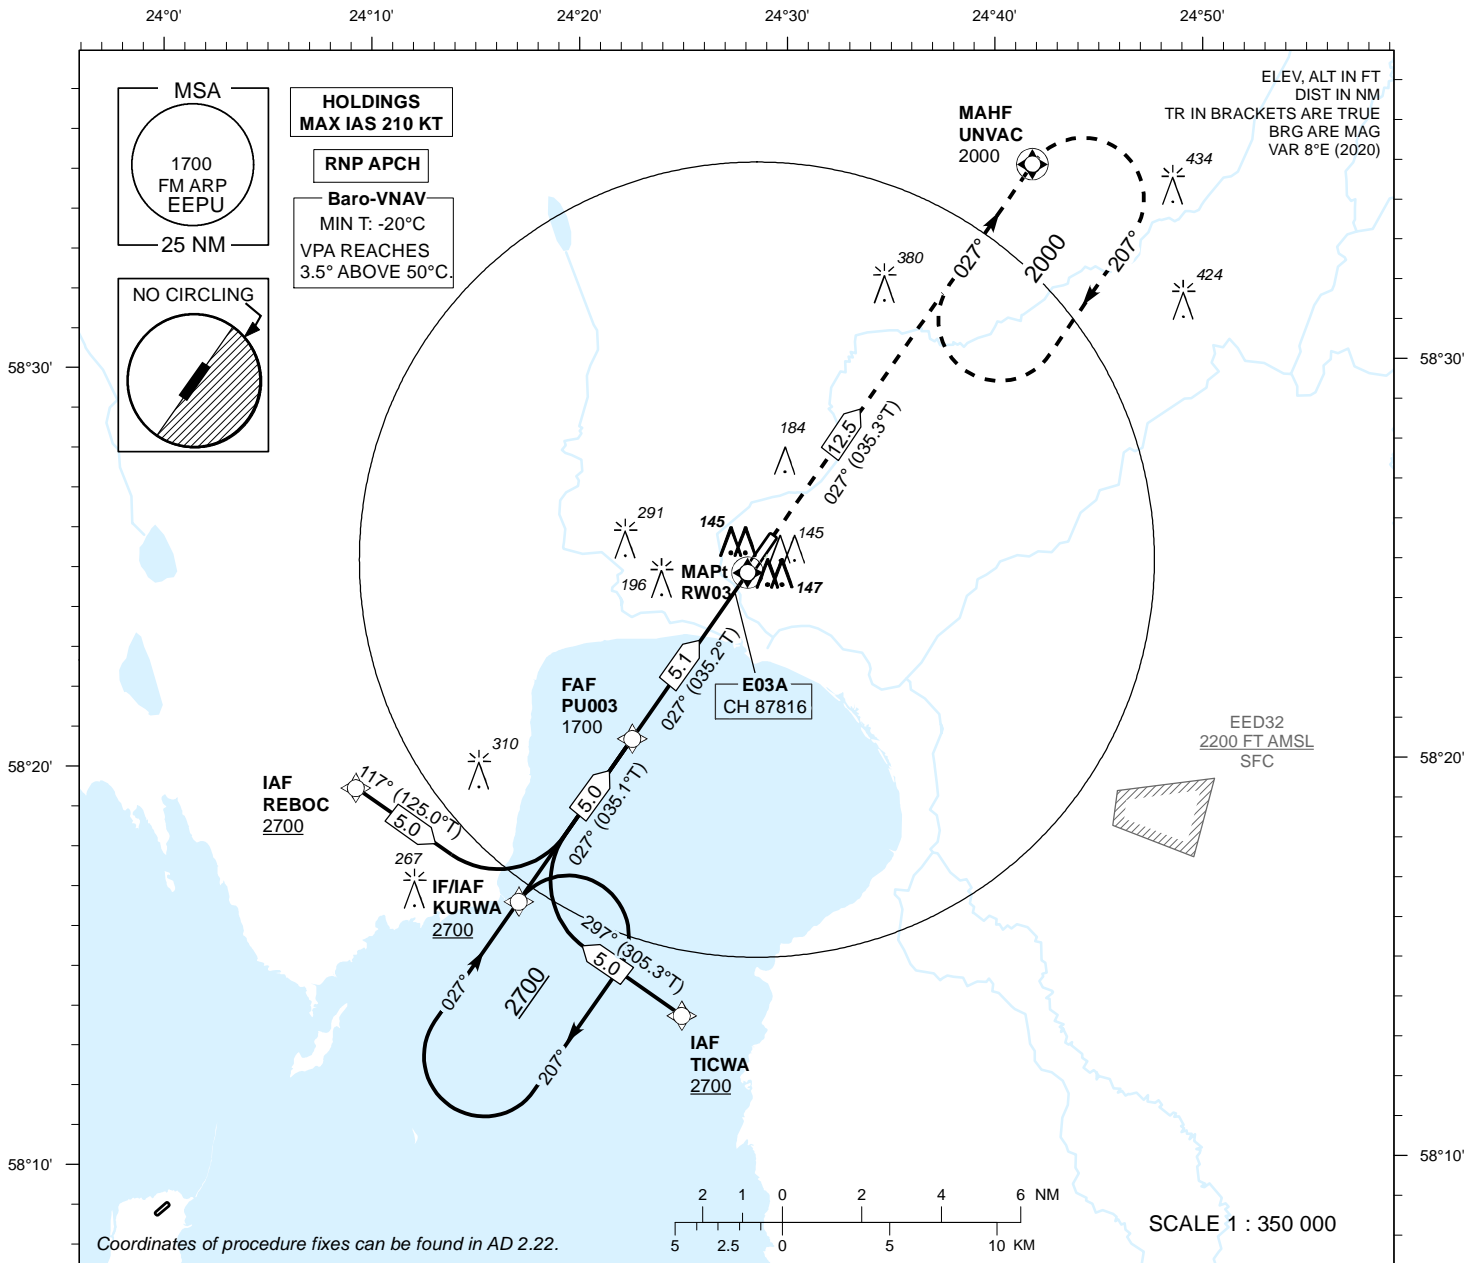 24°0'
24°10'
24°20'
24°30'
24°40'
24°50'
MSA
1700
FM ARP
EEPU
25 NM
HOLDINGS
MAX IAS 210 KT
RNP APCH
Baro-VNAV
MIN T: -20°C
VPA REACHES
3.5° ABOVE 50°C.
NO CIRCLING
ELEV, ALT IN FT
DIST IN NM
TR IN BRACKETS ARE TRUE
BRG ARE MAG
VAR 8°E (2020)
MAHF
UNVAC
2000
434
424
380
027°
2000
207°
58°30'
58°30'
12.5
027° (035.3°T)
184
291
196
145
145
147
MAPt
RW03
5.1
027° (035.2°T)
E03A
CH 87816
FAF
PU003
1700
EED32
2200 FT AMSL
SFC
310
58°20'
58°20'
IAF
REBOC
2700
117° (125.0°T)
5.0
5.0
027° (035.1°T)
267
IF/IAF
KURWA
2700
297° (305.3°T)
5.0
027°
2700
207°
IAF
TICWA
2700
58°10'
58°10'
2 1 0 2 4 6 NM
5 2.5 0 5 10 KM
SCALE 1 : 350 000
Coordinates of procedure fixes can be found in AD 2.22.